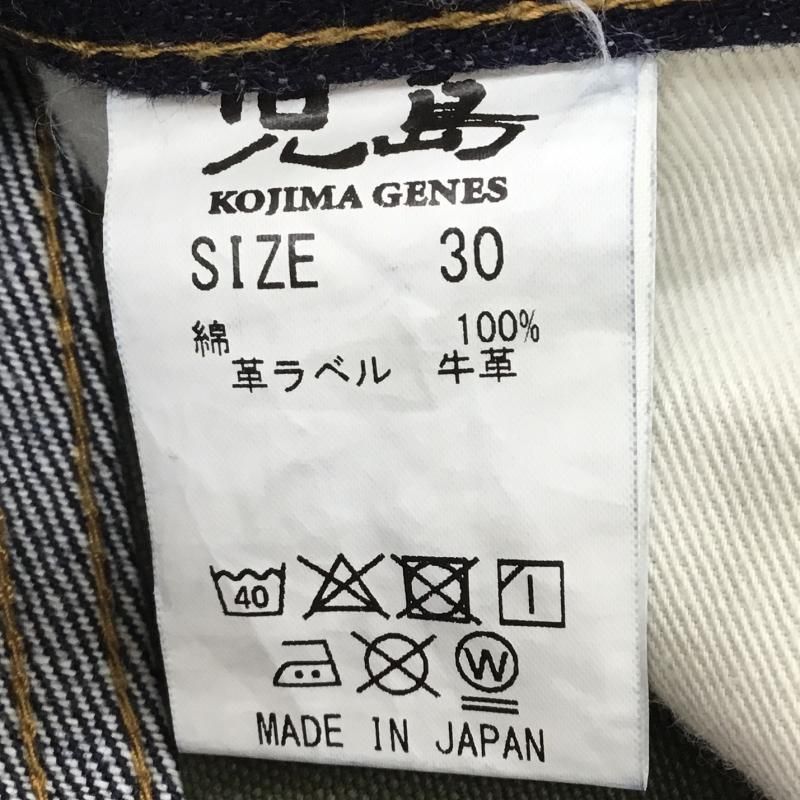 児島
KOJIMA GENES
SIZE 30
綿 100%
革ラベル 牛革
40
W
MADE IN JAPAN